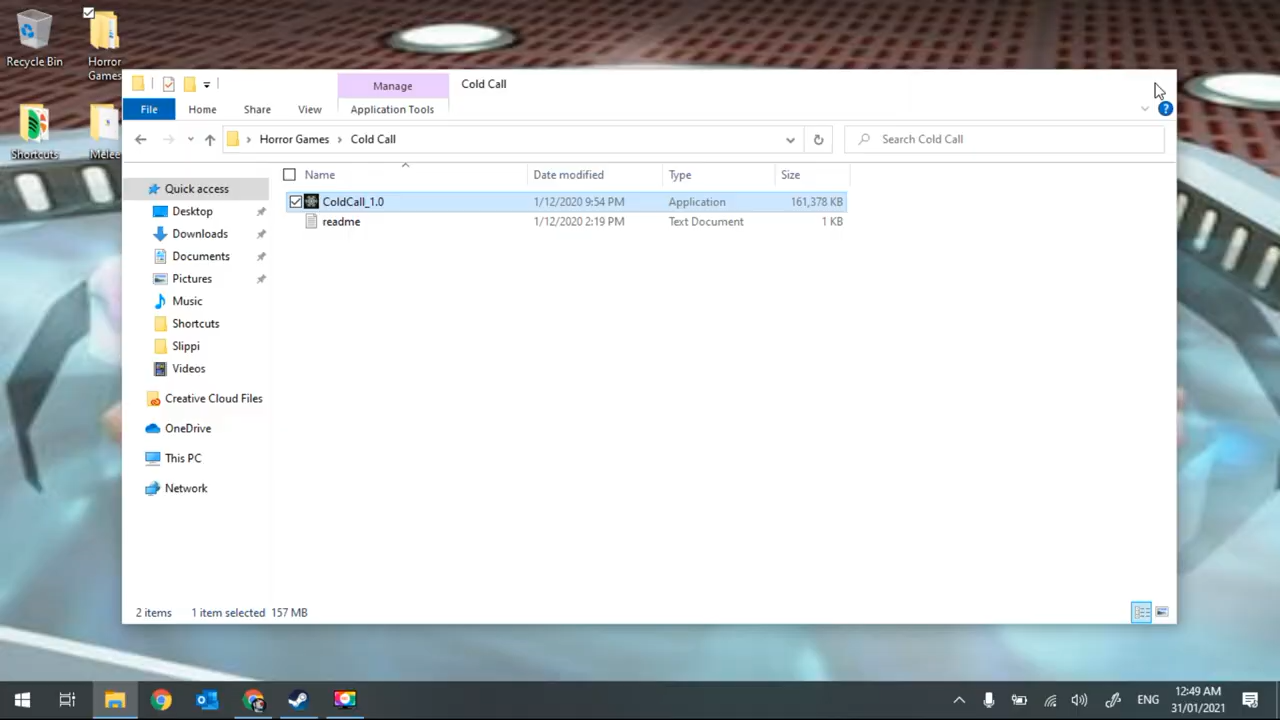 Recycle Bin
Horror
Games
Shortcuts
Melee
Manage
Cold Call
File
Home
Share
View
Application Tools
Horror Games > Cold Call
Search Cold Call
Name
Date modified
Type
Size
ColdCall_1.0
1/12/2020 9:54 PM
Application
161,378 KB
readme
1/12/2020 2:19 PM
Text Document
1 KB
Quick access
Desktop
Downloads
Documents
Pictures
Music
Shortcuts
Slippi
Videos
Creative Cloud Files
OneDrive
This PC
Network
2 items
1 item selected 157 MB
ENG
12:49 AM
31/01/2021